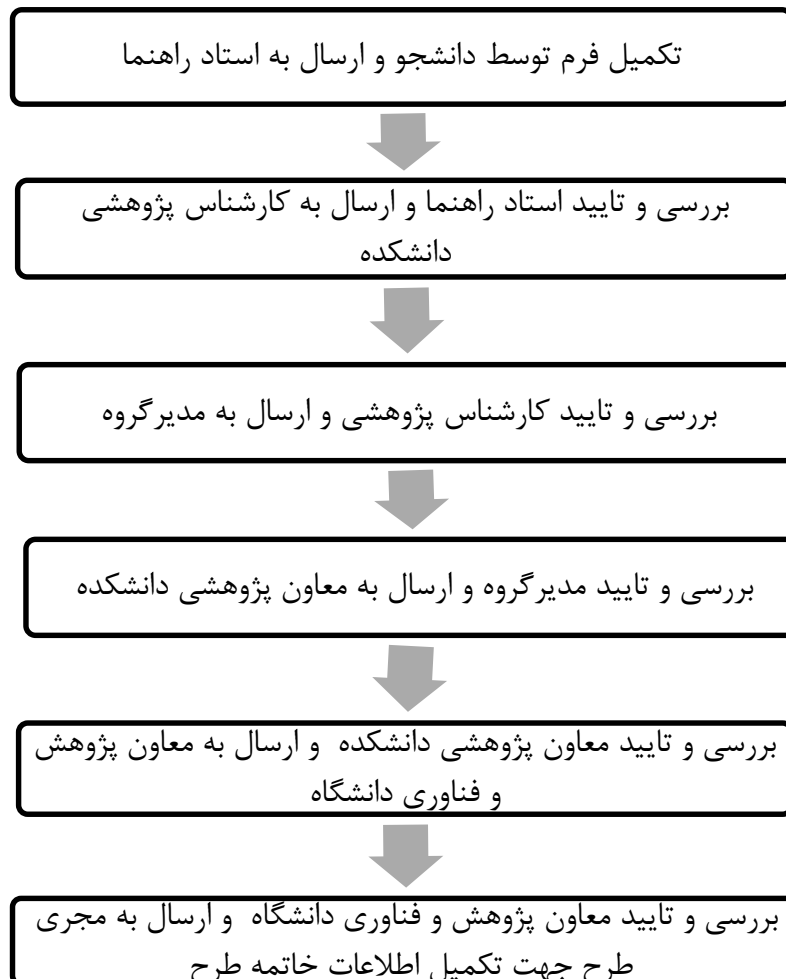 تکمیل فرم توسط دانشجو و ارسال به استاد راهنما
بررسی و تایید استاد راهنما و ارسال به کارشناس پژوهشی
دانشکده
بررسی و تایید کارشناس پژوهشی و ارسال به مدیرگروه
بررسی و تایید مدیرگروه و ارسال به معاون پژوهشی دانشکده
بررسی و تایید معاون پژوهشی دانشکده و ارسال به معاون پژوهش
و فناوری دانشگاه
بررسی و تایید معاون پژوهش و فناوری دانشگاه و ارسال به مجری
طرح جهت تکمیل اطلاعات خاتمه طرح